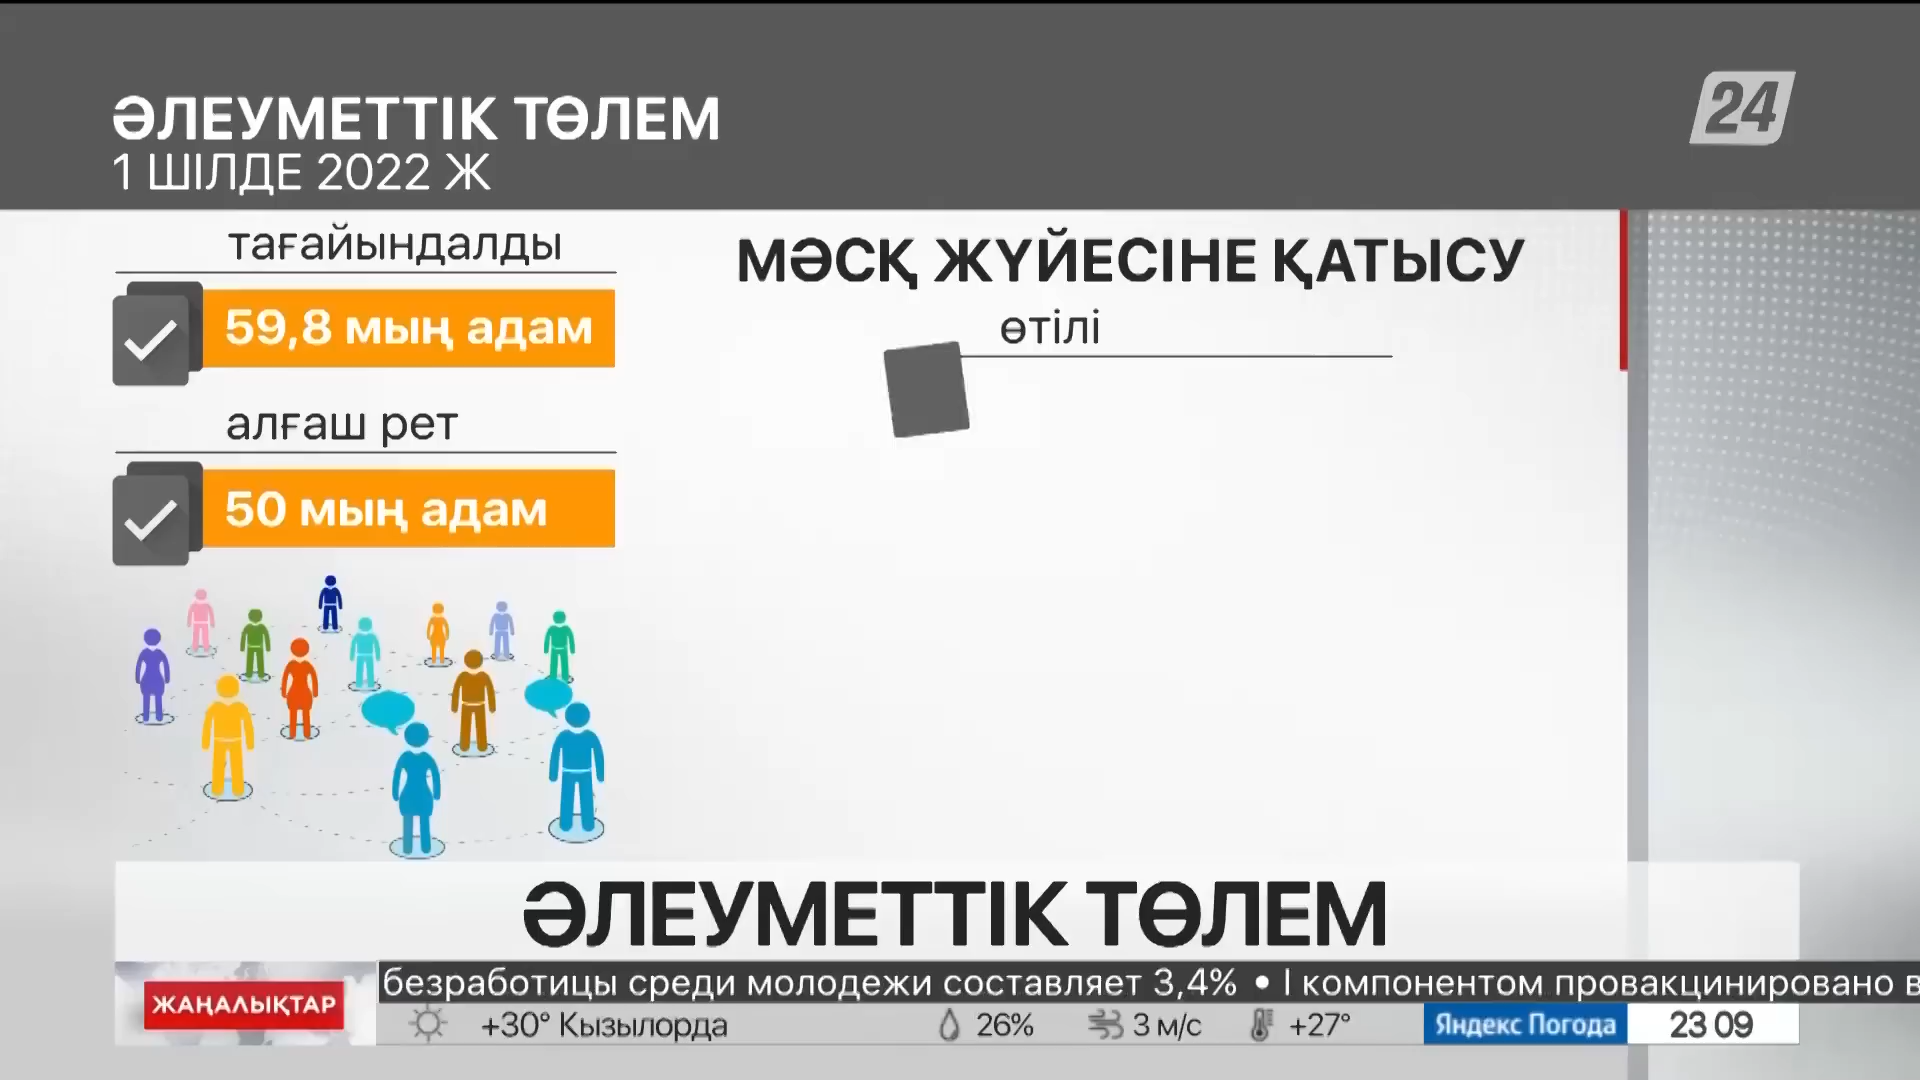 ӘЛЕУМЕТТІК ТӨЛЕМ
1 ШІЛДЕ 2022 Ж
24
тағайындалды
59,8 мың адам
алғаш рет
50 мың адам
МӘСҚ ЖҮЙЕСІНЕ ҚАТЫСУ
өтілі
ӘЛЕУМЕТТІК ТӨЛЕМ
ЖАҢАЛЫҚТАР
безработицы среди молодежи составляет 3,4% • I компонентом провакцинировано в
+30° Кызылорда 26% 3 м/с +27° Яндекс Погода 23 09